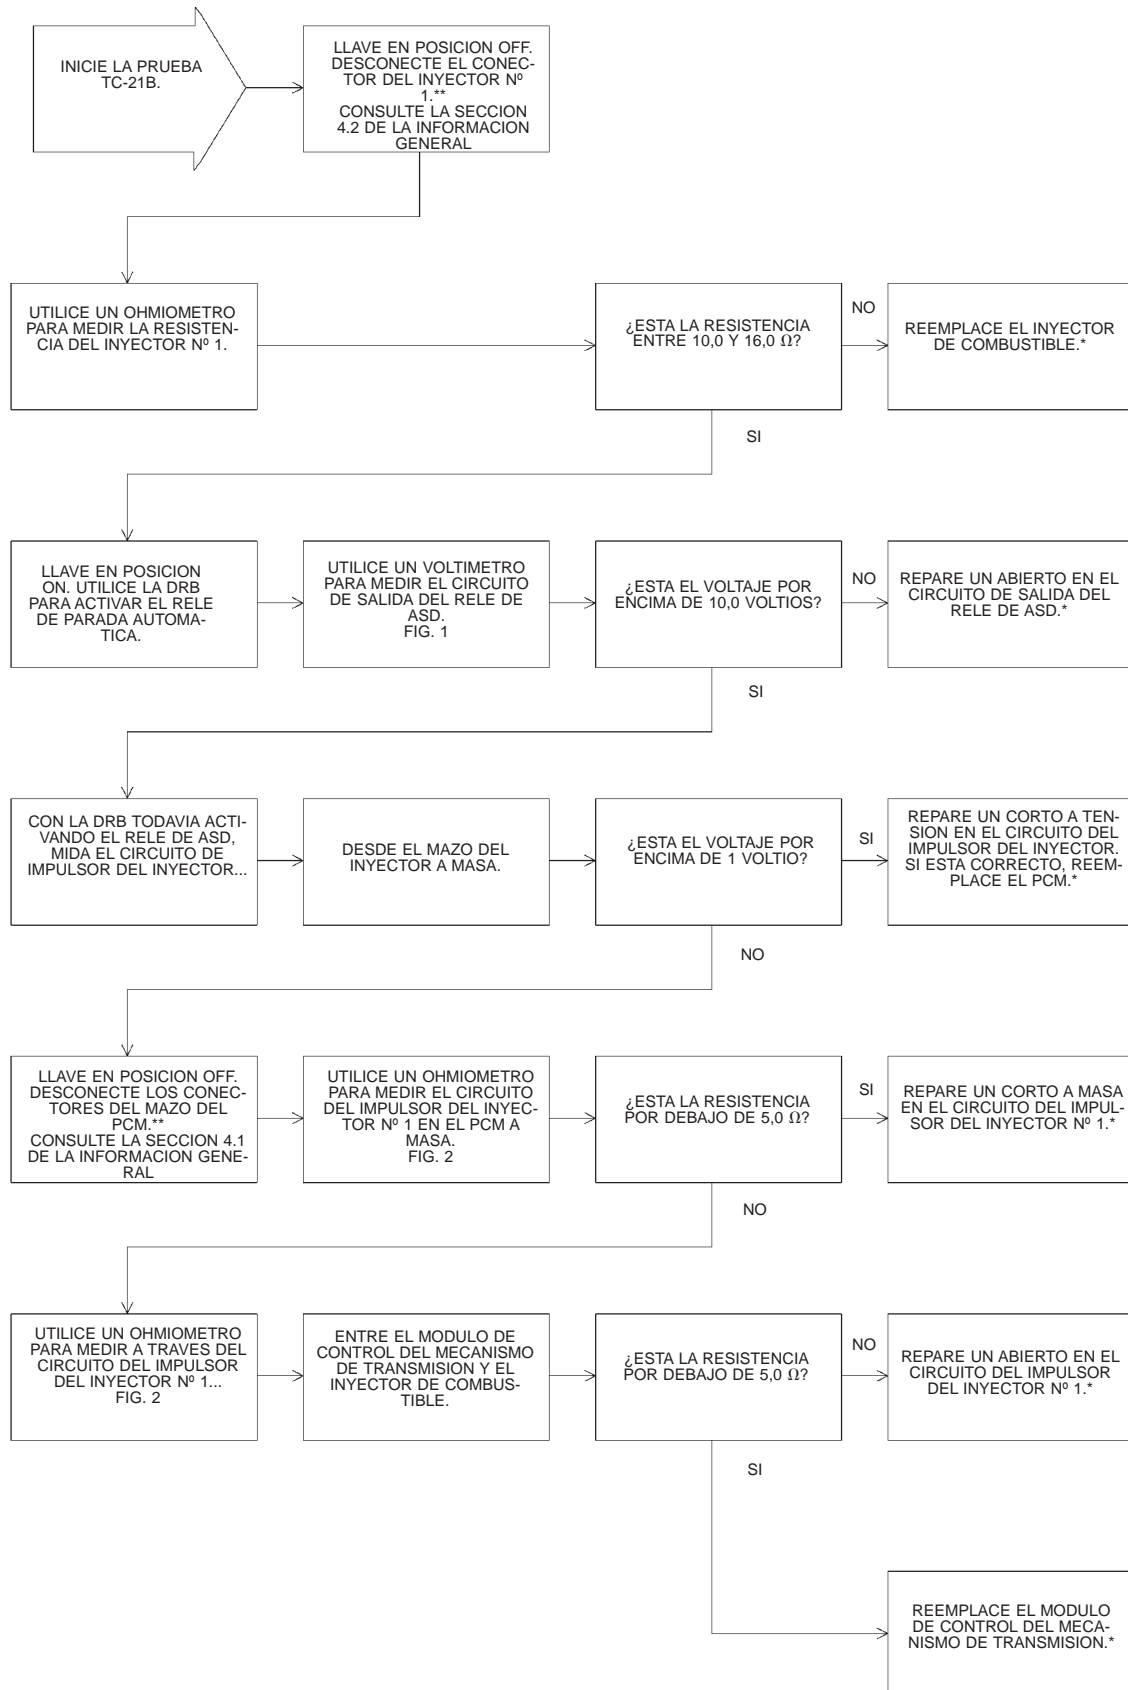 INICIE LA PRUEBA
TC-21B.
LLAVE EN POSICION OFF.
DESCONECTE EL CONEC-
TOR DEL INYECTOR Nº
1.**
CONSULTE LA SECCION
4.2 DE LA INFORMACION
GENERAL
UTILICE UN OHMIOMETRO
PARA MEDIR LA RESISTEN-
CIA DEL INYECTOR Nº 1.
¿ESTA LA RESISTENCIA
ENTRE 10,0 Y 16,0 Ω?
NO
REEMPLACE EL INYECTOR
DE COMBUSTIBLE.*
SI
LLAVE EN POSICION
ON. UTILICE LA DRB
PARA ACTIVAR EL RELE
DE PARADA AUTOMA-
TICA.
UTILICE UN VOLTIMETRO
PARA MEDIR EL CIRCUITO
DE SALIDA DEL RELE DE
ASD.
FIG. 1
¿ESTA EL VOLTAJE POR
ENCIMA DE 10,0 VOLTIOS?
NO
REPARE UN ABIERTO EN EL
CIRCUITO DE SALIDA DEL
RELE DE ASD.*
SI
CON LA DRB TODAVIA ACTI-
VANDO EL RELE DE ASD,
MIDA EL CIRCUITO DE
IMPULSOR DEL INYECTOR...
DESDE EL MAZO DEL
INYECTOR A MASA.
¿ESTA EL VOLTAJE POR
ENCIMA DE 1 VOLTIO?
SI
REPARE UN CORTO A TEN-
SION EN EL CIRCUITO DEL
IMPULSOR DEL INYECTOR.
SI ESTA CORRECTO, REEM-
PLACE EL PCM.*
NO
LLAVE EN POSICION OFF.
DESCONECTE LOS CONEC-
TORES DEL MAZO DEL
PCM.**
CONSULTE LA SECCION 4.1
DE LA INFORMACION GENE-
RAL
UTILICE UN OHMIOMETRO
PARA MEDIR EL CIRCUITO
DEL IMPULSOR DEL INYEC-
TOR Nº 1 EN EL PCM A
MASA.
FIG. 2
¿ESTA LA RESISTENCIA
POR DEBAJO DE 5,0 Ω?
SI
REPARE UN CORTO A MASA
EN EL CIRCUITO DEL IMPUL-
SOR DEL INYECTOR Nº 1.*
NO
UTILICE UN OHMIOMETRO
PARA MEDIR A TRAVES DEL
CIRCUITO DEL IMPULSOR
DEL INYECTOR Nº 1...
FIG. 2
ENTRE EL MODULO DE
CONTROL DEL MECANISMO
DE TRANSMISION Y EL
INYECTOR DE COMBUS-
TIBLE.
¿ESTA LA RESISTENCIA
POR DEBAJO DE 5,0 Ω?
NO
REPARE UN ABIERTO EN EL
CIRCUITO DEL IMPULSOR
DEL INYECTOR Nº 1.*
SI
REEMPLACE EL MODULO
DE CONTROL DEL MECA-
NISMO DE TRANSMISION.*